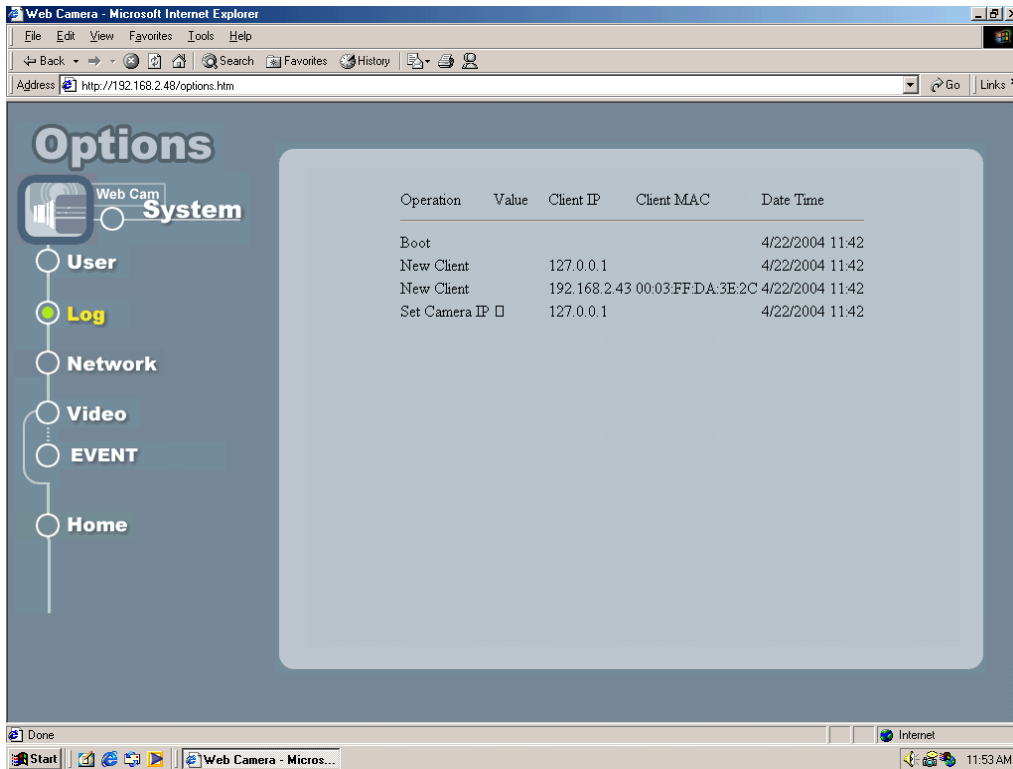 Web Camera - Microsoft Internet Explorer
File Edit View Favorites Tools Help
Back Search Favorites History
Address http://192.168.2.48/options.htm Go Links
Options
Web Cam
System
User
Log
Network
Video
EVENT
Home
Operation Value Client IP Client MAC Date Time
Boot 4/22/2004 11:42
New Client 127.0.0.1 4/22/2004 11:42
New Client 192.168.2.43 00:03:FF:DA:3E:2C 4/22/2004 11:42
Set Camera IP 127.0.0.1 4/22/2004 11:42
Done Internet
Start Web Camera - Micros... 11:53 AM